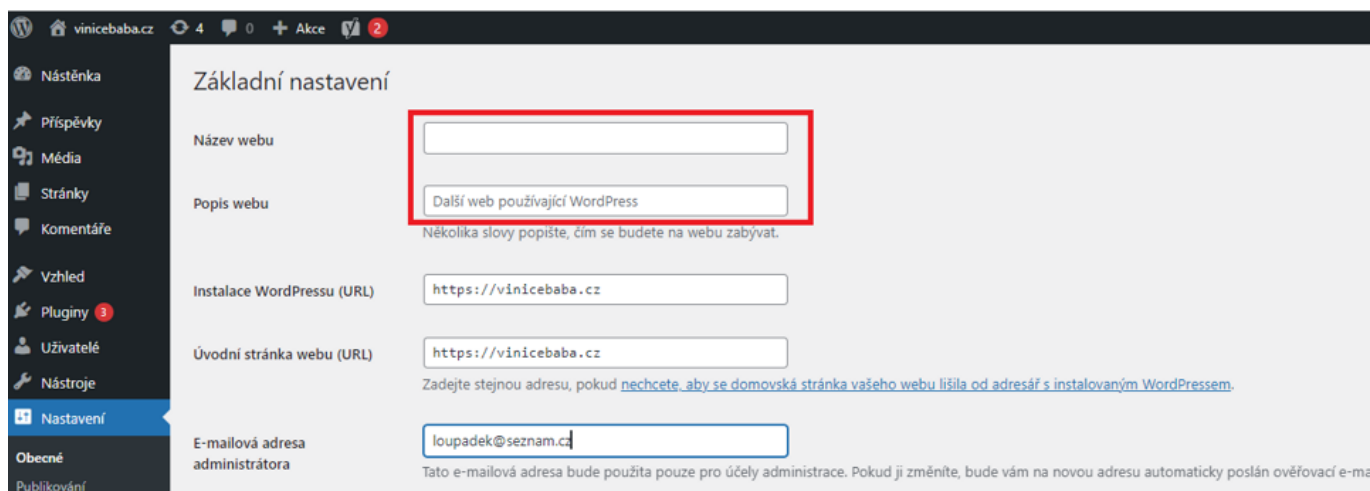 vinicebaba.cz 4 0 + Akce 2
Nástěnka
Příspěvky
Média
Stránky
Komentáře
Vzhled
Pluginy 3
Uživatelé
Nástroje
Nastavení
Obecné
Publikování
Základní nastavení
Název webu
Popis webu
Další web používající WordPress
Několika slovy popište, čím se budete na webu zabývat.
Instalace WordPressu (URL)
https://vinicebaba.cz
Úvodní stránka webu (URL)
https://vinicebaba.cz
Zadejte stejnou adresu, pokud nechcete, aby se domovská stránka vašeho webu lišila od adresář s instalovaným WordPressem.
E-mailová adresa
administrátora
loupadek@seznam.cz
Tato e-mailová adresa bude použita pouze pro účely administrace. Pokud ji změníte, bude vám na novou adresu automaticky poslán ověřovací e-ma